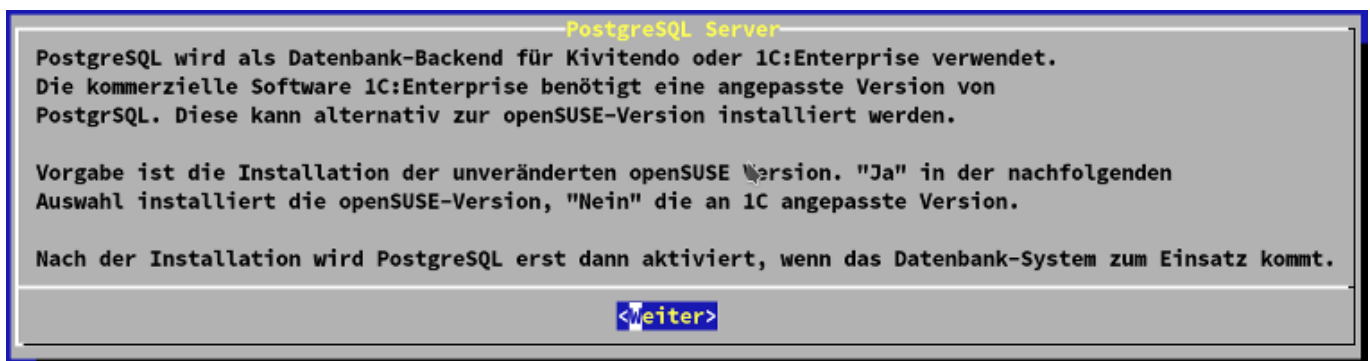 PostgreSQL Server
PostgreSQL wird als Datenbank-Backend für Kivitendo oder 1C:Enterprise verwendet.
Die kommerzielle Software 1C:Enterprise benötigt eine angepasste Version von
PostgrSQL. Diese kann alternativ zur openSUSE-Version installiert werden.
Vorgabe ist die Installation der unveränderten openSUSE Version. "Ja" in der nachfolgenden
Auswahl installiert die openSUSE-Version, "Nein" die an 1C angepasste Version.
Nach der Installation wird PostgreSQL erst dann aktiviert, wenn das Datenbank-System zum Einsatz kommt.
<Weiter>